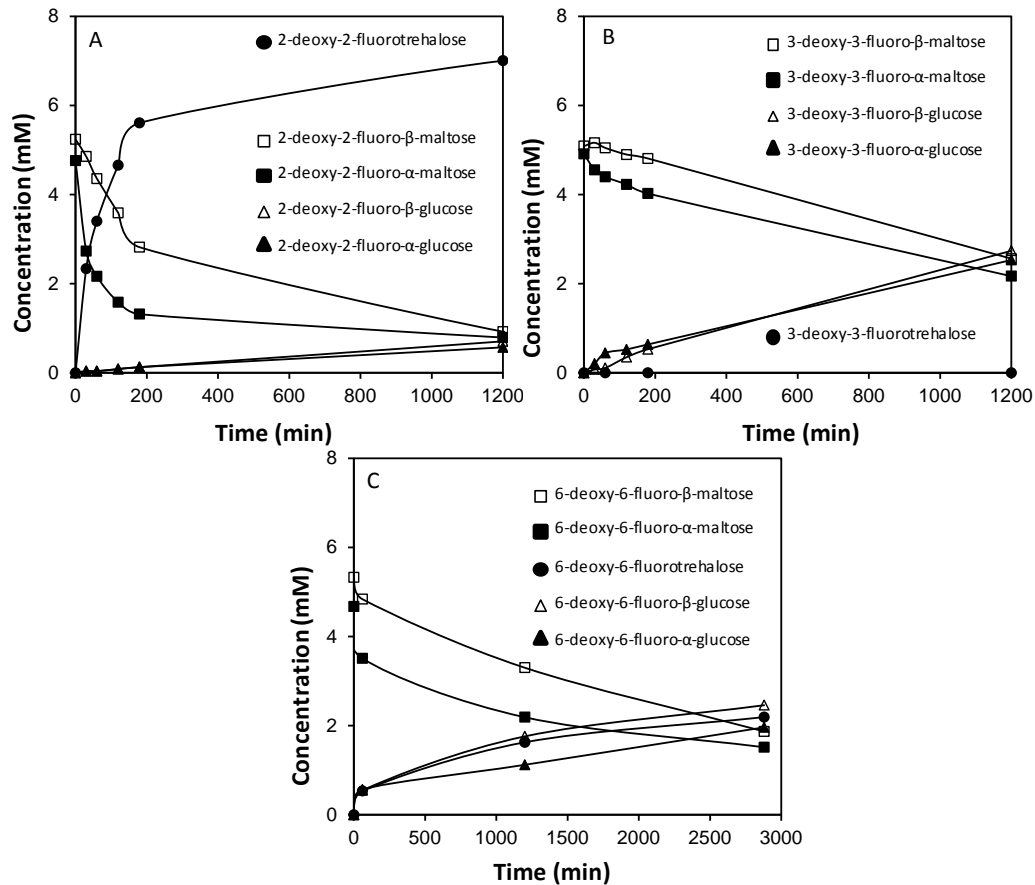 A
2-deoxy-2-fluorotrehalose
2-deoxy-2-fluoro-β-maltose
2-deoxy-2-fluoro-α-maltose
2-deoxy-2-fluoro-β-glucose
2-deoxy-2-fluoro-α-glucose
Concentration (mM)
8
6
4
2
0
0 200 400 600 800 1000 1200
Time (min)
B
3-deoxy-3-fluoro-β-maltose
3-deoxy-3-fluoro-α-maltose
3-deoxy-3-fluoro-β-glucose
3-deoxy-3-fluoro-α-glucose
3-deoxy-3-fluorotrehalose
Concentration (mM)
8
6
4
2
0
0 200 400 600 800 1000 1200
Time (min)
C
6-deoxy-6-fluoro-β-maltose
6-deoxy-6-fluoro-α-maltose
6-deoxy-6-fluorotrehalose
6-deoxy-6-fluoro-β-glucose
6-deoxy-6-fluoro-α-glucose
Concentration (mM)
8
6
4
2
0
0 500 1000 1500 2000 2500 3000
Time (min)